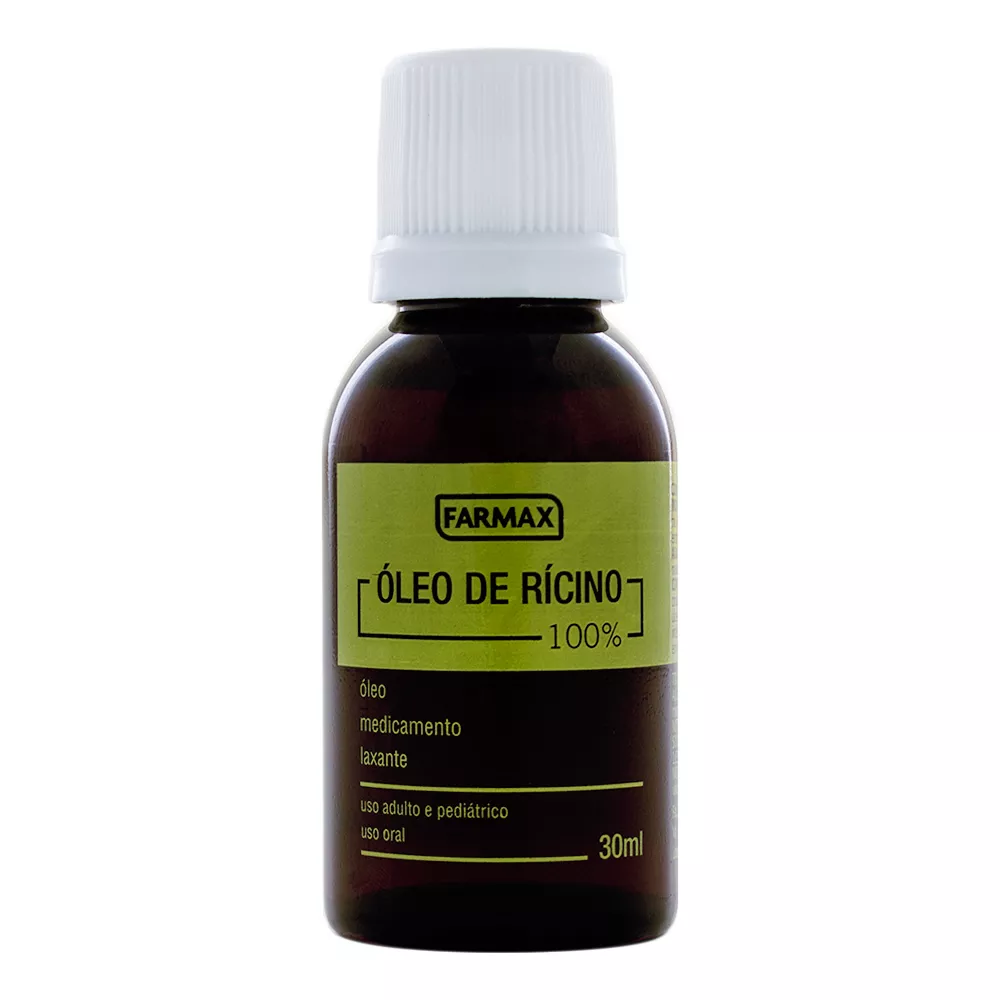 FARMAX
ÓLEO DE RÍCINO
100%
óleo
medicamento
laxante
uso adulto e pediátrico
uso oral
30ml